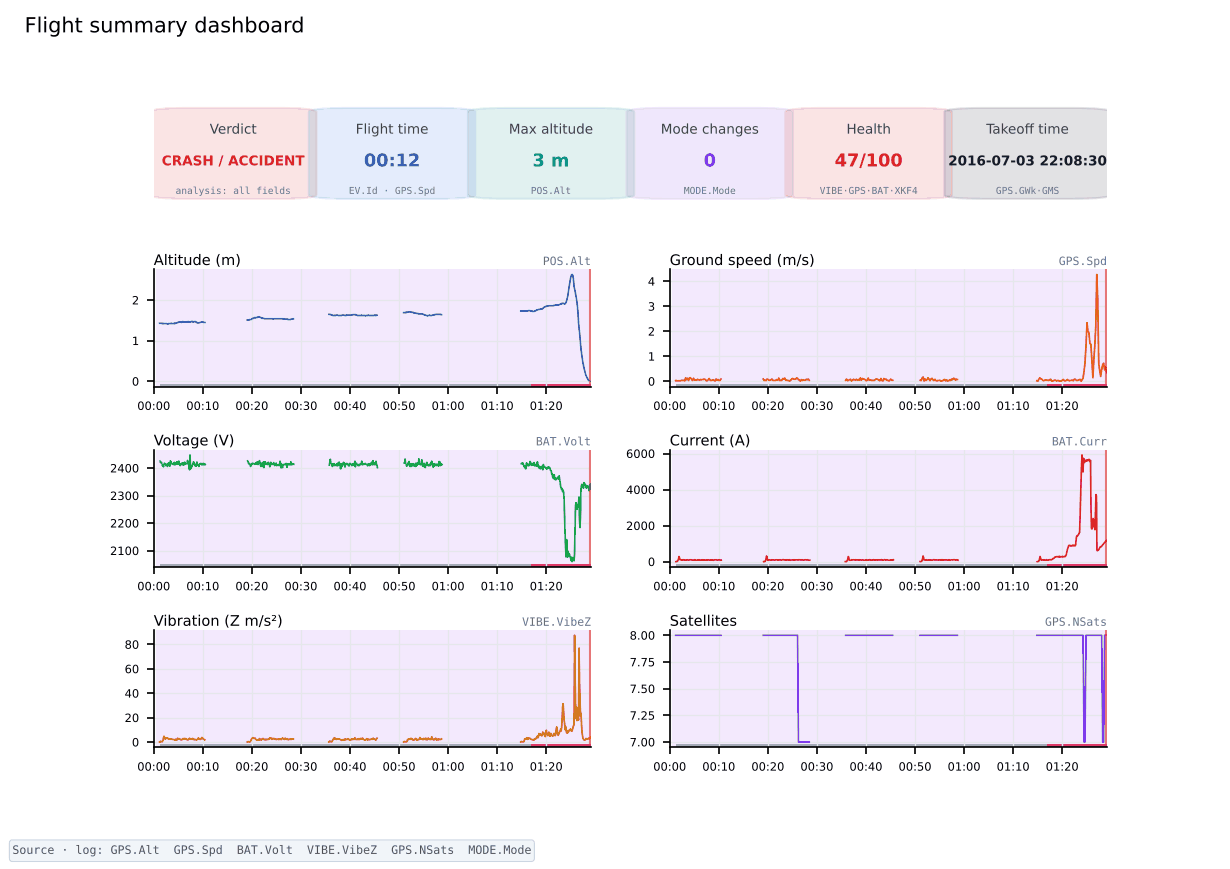 Flight summary dashboard
Verdict Flight time Max altitude Mode changes Health Takeoff time
CRASH / ACCIDENT 00:12 3 m 0 47/100 2016-07-03 22:08:30
analysis: all fields EV.Id · GPS.Spd POS.Alt MODE.Mode VIBE·GPS·BAT·XKF4 GPS.GWk·GMS
Altitude (m) POS.Alt
2
1
0
00:00 00:10 00:20 00:30 00:40 00:50 01:00 01:10 01:20
Ground speed (m/s) GPS.Spd
4
3
2
1
0
00:00 00:10 00:20 00:30 00:40 00:50 01:00 01:10 01:20
Voltage (V) BAT.Volt
2400
2300
2200
2100
00:00 00:10 00:20 00:30 00:40 00:50 01:00 01:10 01:20
Current (A) BAT.Curr
6000
4000
2000
0
00:00 00:10 00:20 00:30 00:40 00:50 01:00 01:10 01:20
Vibration (Z m/s²) VIBE.VibeZ
80
60
40
20
0
00:00 00:10 00:20 00:30 00:40 00:50 01:00 01:10 01:20
Satellites GPS.NSats
8.00
7.75
7.50
7.25
7.00
00:00 00:10 00:20 00:30 00:40 00:50 01:00 01:10 01:20
Source · log: GPS.Alt GPS.Spd BAT.Volt VIBE.VibeZ GPS.NSats MODE.Mode